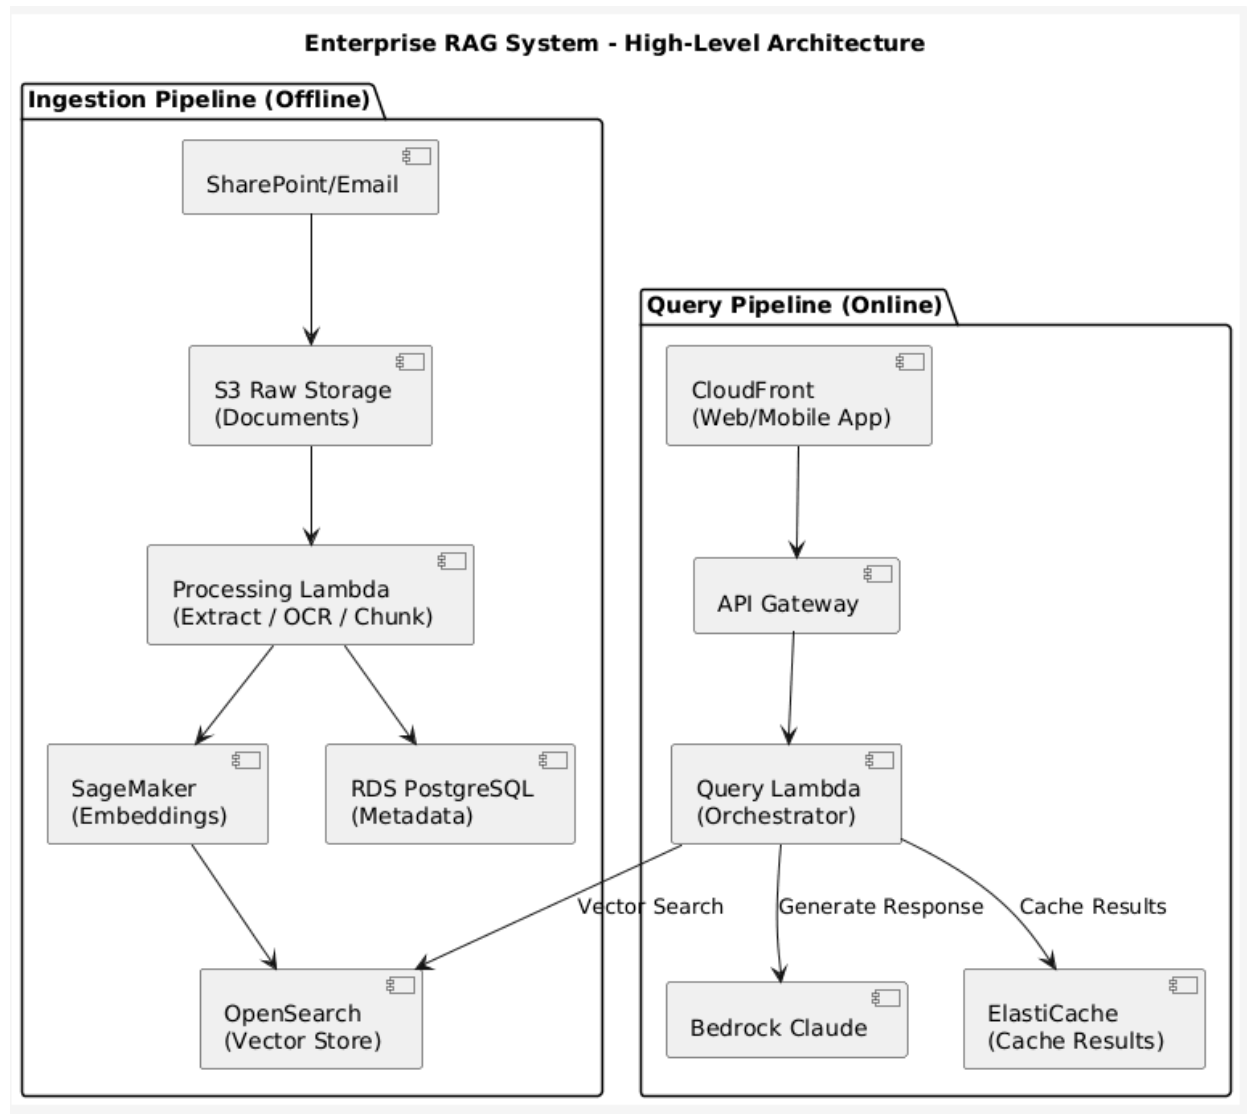 Enterprise RAG System - High-Level Architecture
Ingestion Pipeline (Offline)
SharePoint/Email
S3 Raw Storage
(Documents)
Processing Lambda
(Extract / OCR / Chunk)
SageMaker
(Embeddings)
RDS PostgreSQL
(Metadata)
OpenSearch
(Vector Store)
Query Pipeline (Online)
CloudFront
(Web/Mobile App)
API Gateway
Query Lambda
(Orchestrator)
Vector Search
Generate Response
Cache Results
Bedrock Claude
ElastiCache
(Cache Results)